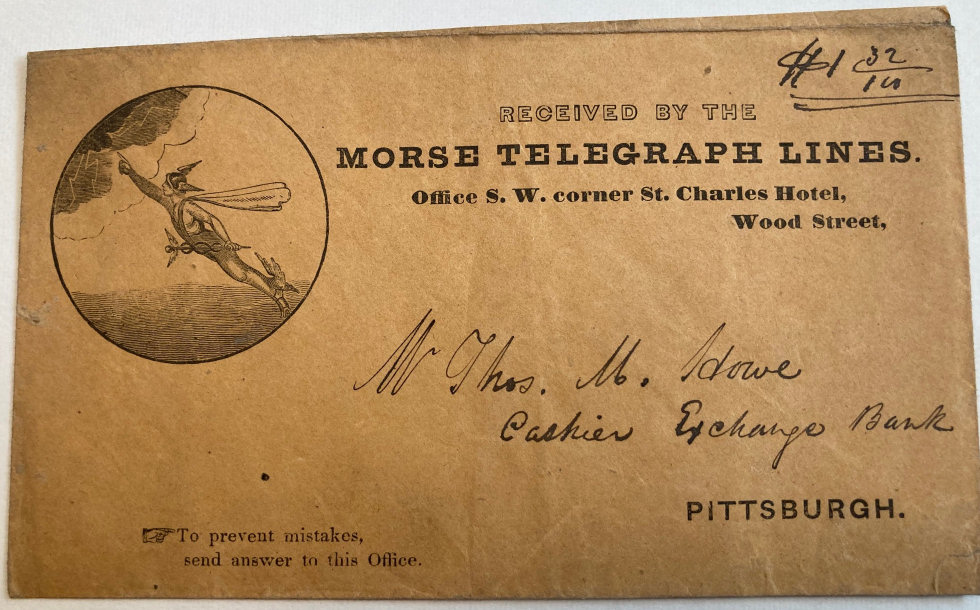 $1 32/100
RECEIVED BY THE
MORSE TELEGRAPH LINES.
Office S. W. corner St. Charles Hotel,
Wood Street,
Mr Thos. M. Howe
Cashier Exchange Bank
PITTSBURGH.
To prevent mistakes,
send answer to this Office.